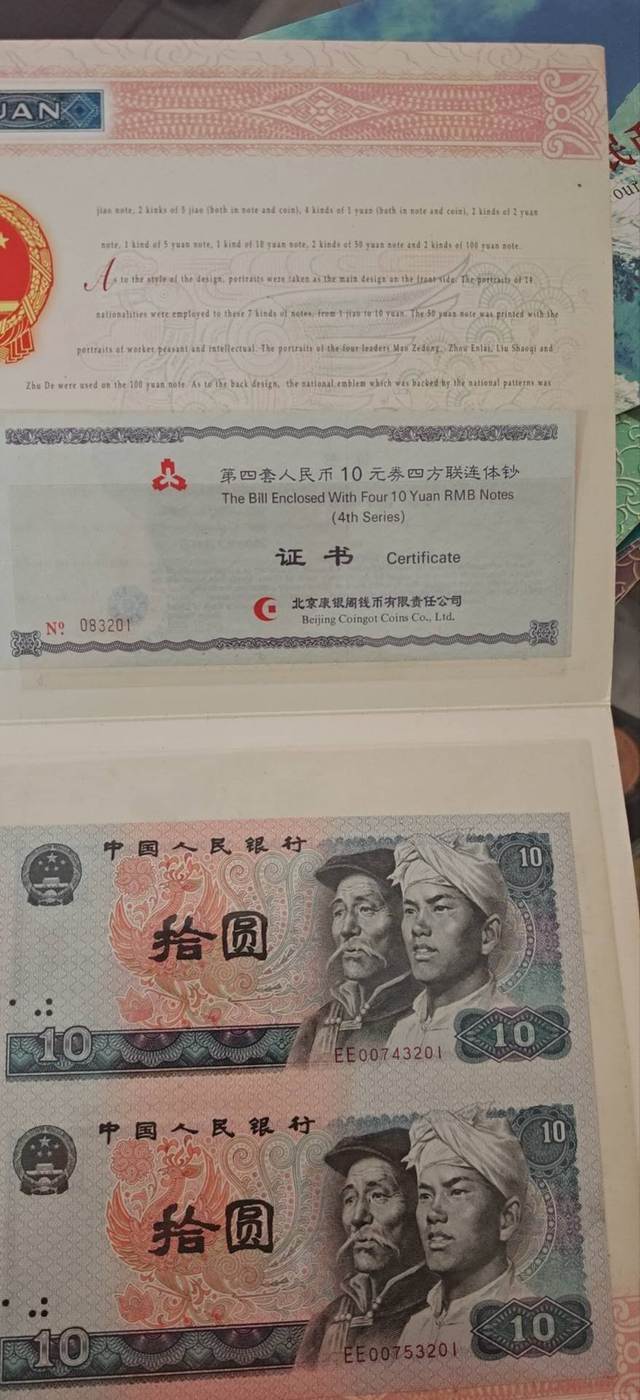 UAN
jiao note, 2 kinks of 5 jiao (both in note and coin), 4 kinds of 1 yuan (both in note and coin), 2 kinds of 2 yuan
note, 1 kind of 5 yuan note, 1 kind of 10 yuan note, 2 kinds of 50 yuan note and 2 kinds of 100 yuan note.
As to the style of the design, portraits were taken as the main design on the front side. The portraits of 14
nationalities were employed to these 7 kinds of notes, from 1 jiao to 10 yuan. The 50 yuan note was printed with the
portraits of worker peasant and intellectual. The portraits of the four leaders Mao Zedong, Zhou Enlai, Liu Shaoqi and
Zhu De were used on the 100 yuan note. As to the back design, the national emblem which was backed by the national patterns was
our
第四套人民币10元券四方联连体钞
The Bill Enclosed With Four 10 Yuan RMB Notes
(4th Series)
证书 Certificate
北京康银阁钱币有限责任公司
Beijing Coingot Coins Co., Ltd.
Nº 083201
中国人民银行
10
拾圆
10
EE00743201
10
中国人民银行
10
拾圆
10
EE00753201
10